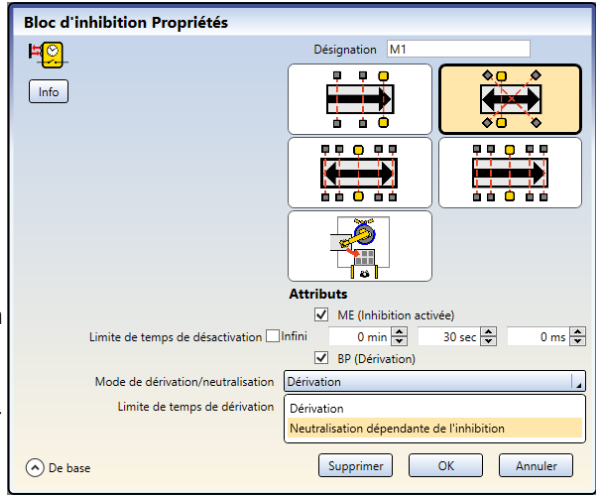 Bloc d'inhibition Propriétés
Désignation M1
Info
Attributs
ME (Inhibition activée)
Limite de temps de désactivation Infini 0 min 30 sec 0 ms
BP (Dérivation)
Mode de dérivation/neutralisation Dérivation
Limite de temps de dérivation
Dérivation
Neutralisation dépendante de l'inhibition
De base
Supprimer OK Annuler